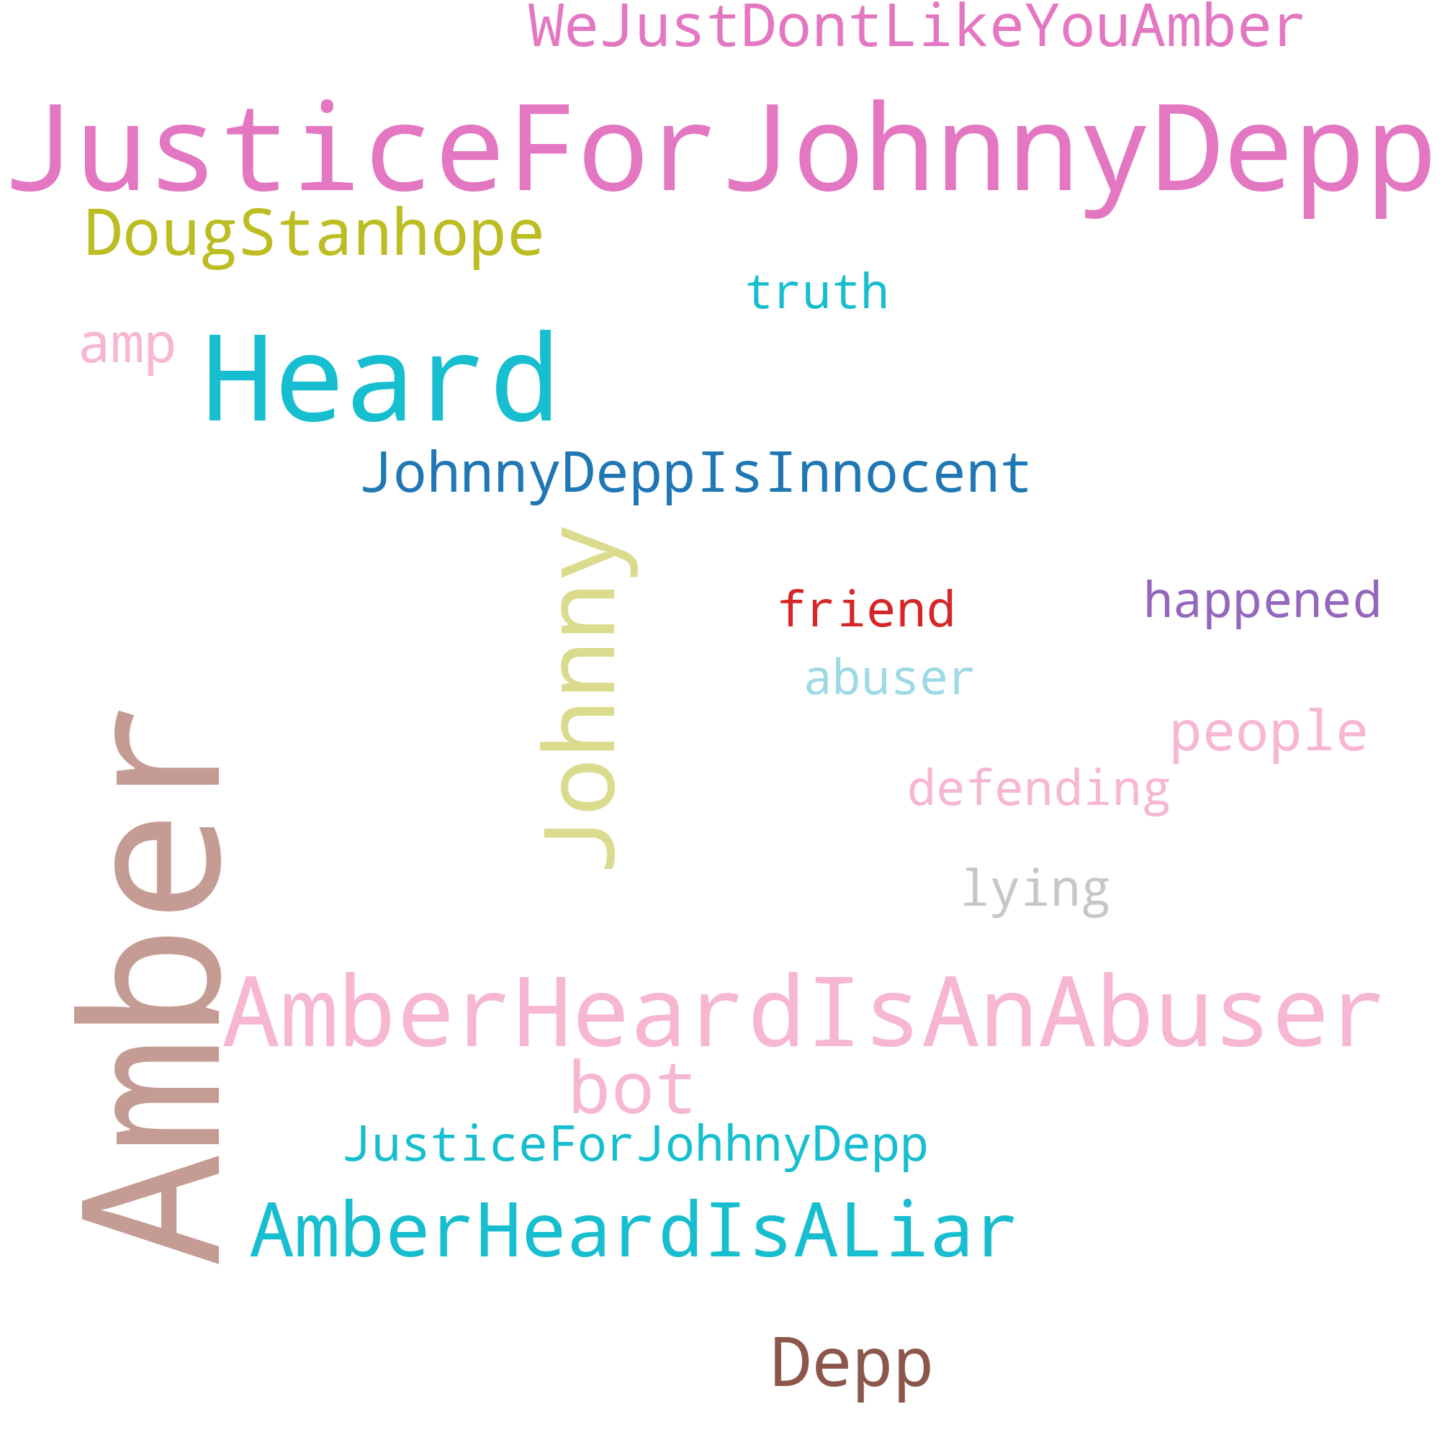 WeJustDontLikeYouAmber
JusticeForJohnnyDepp
DougStanhope
truth
amp
Heard
JohnnyDeppIsInnocent
Johnny
friend
happened
abuser
people
defending
lying
Amber
AmberHeardIsAnAbuser
bot
JusticeForJohhnyDepp
AmberHeardIsALiar
Depp